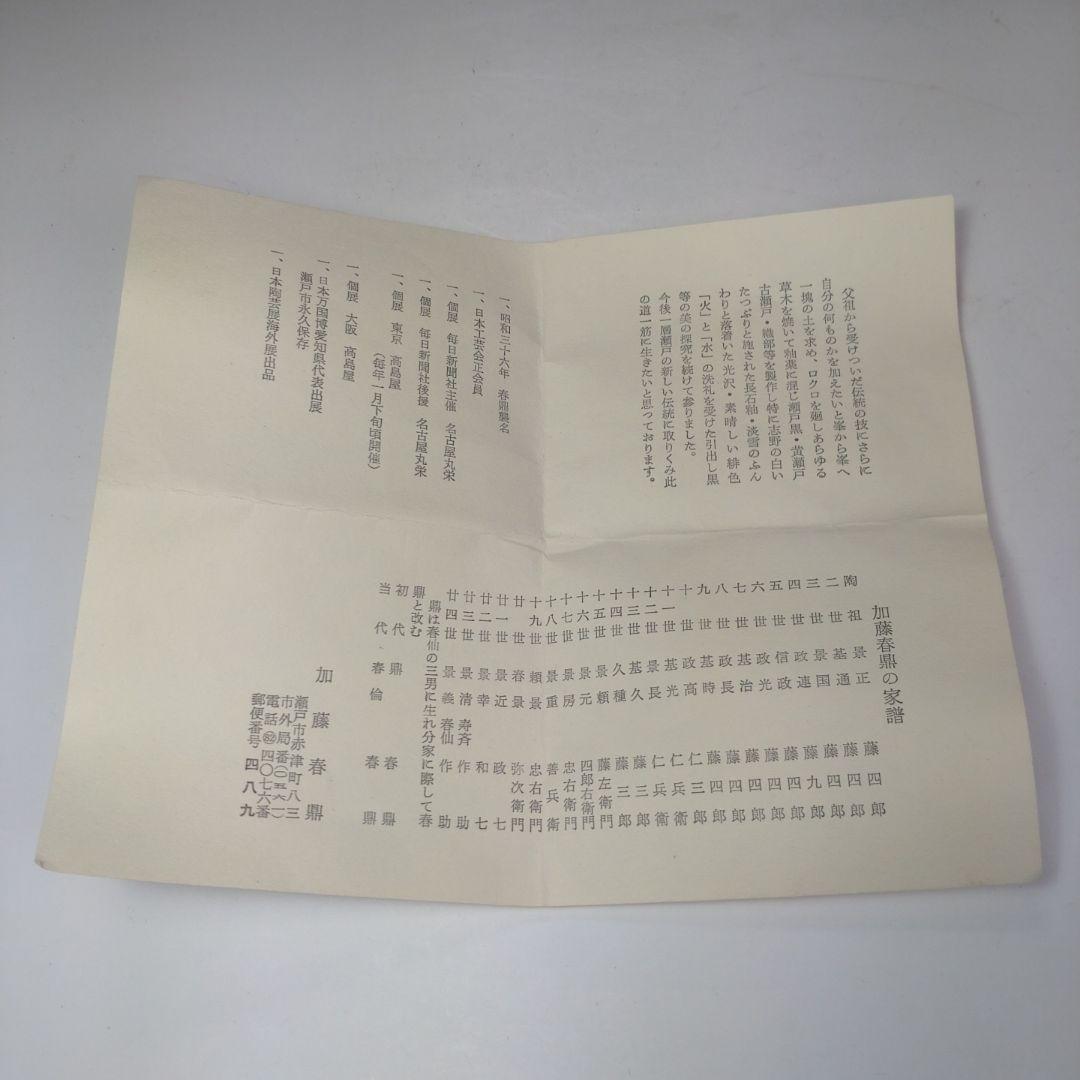 父祖から受けついだ伝統の技にさらに
自分の何ものかを加えたいと峯から峯へ
一塊の土を求め、ロクロを廻しあらゆる
草木を焼いて釉薬に混じ瀬戸黒・黄瀬戸
古瀬戸・織部等を製作し特に志野の白い
たっぷりと施された長石釉・淡雪のふん
わりと落着いた光沢・素晴しい緋色
「火」と「水」の洗礼を受けた引出し黒
等の美の探究を続けて参りました。
今後一層瀬戸の新しい伝統に取りくみ此
の道一筋に生きたいと思っております。
一、昭和三十六年 春鼎襲名
一、日本工芸会正会員
一、個展 毎日新聞社主催 名古屋丸栄
一、個展 毎日新聞社後援 名古屋丸栄
一、個展 東京 高島屋
(毎年一月下旬頃開催)
一、個展 大阪 高島屋
一、日本万国博愛知県代表出展
瀬戸市永久保存
一、日本陶芸展海外展出品
加藤春鼎の家譜
陶祖 景正 藤四郎
二世 基通 藤四郎
三世 景国 藤四郎
四世 政連 藤九郎
五世 信政 藤四郎
六世 政光 藤四郎
七世 基治 藤四郎
八世 政長 藤四郎
九世 基時 藤四郎
十世 政高 仁三郎
十一世 基光 仁兵衛
十二世 景長 仁兵衛
十三世 基久 藤三郎
十四世 久種 藤三郎
十五世 景頼 藤左衛門
十六世 景元 四郎右衛門
十七世 景房 忠右衛門
十八世 景重 善兵衛
十九世 頼景 忠右衛門
廿世 春景 弥次衛門
廿一世 景近 政七
廿二世 景幸 和七
廿三世 景清 寿斉 作助
廿四世 景義 春仙 作助
鼎は春仙の三男に生れ分家に際して春
鼎と改む
初代 鼎 春鼎
当代 春倫 春鼎
加藤春鼎
瀬戸市赤津町八三
市外局番(〇五六一)
電話 四〇七六番
郵便番号 四八九